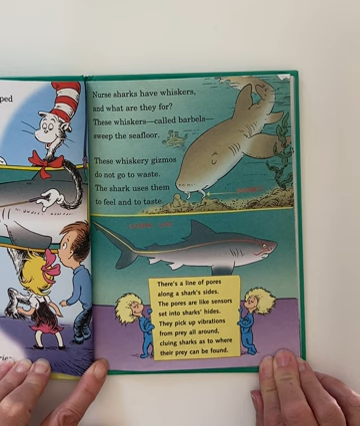 ped
Nurse sharks have whiskers,
and what are they for?
These whiskers—called barbels—
sweep the seafloor.
These whiskery gizmos
do not go to waste.
The shark uses them
to feel and to taste.
There's a line of pores
along a shark's sides.
The pores are like sensors
set into sharks' hides.
They pick up vibrations
from prey all around,
cluing sharks as to where
their prey can be found.